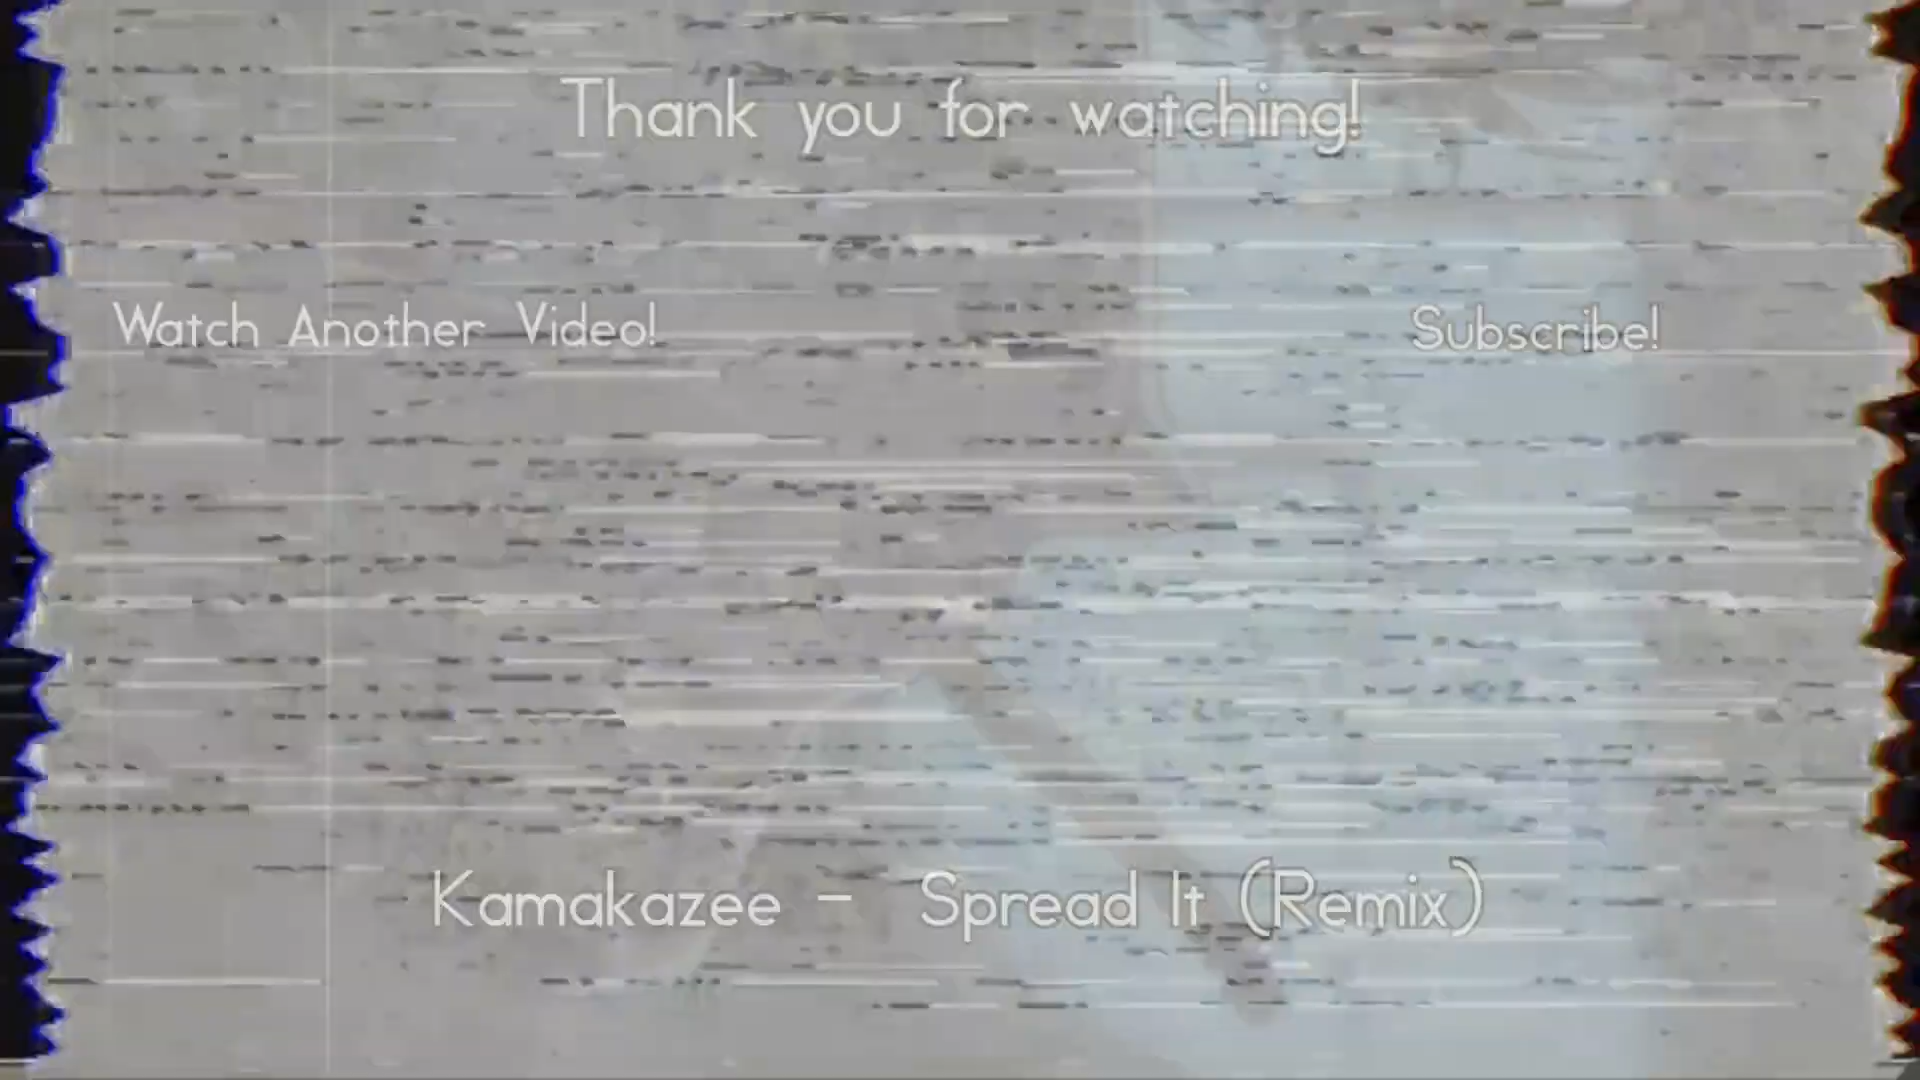 Thank you for watching!
Watch Another Video!
Subscribe!
Kamakazee - Spread It (Remix)